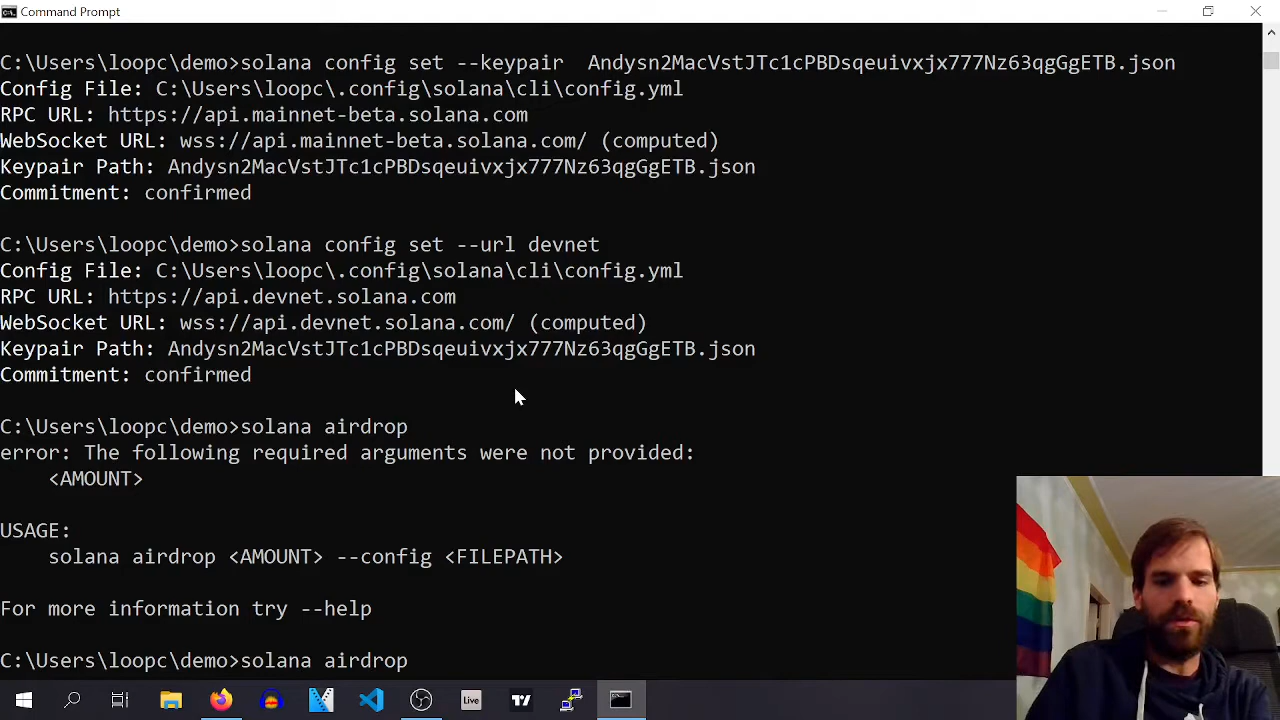 Command Prompt
C:\Users\loopc\demo>solana config set --keypair  Andysn2MacVstJTc1cPBDsqeuivxjx777Nz63qgGgETB.json
Config File: C:\Users\loopc\.config\solana\cli\config.yml
RPC URL: https://api.mainnet-beta.solana.com
WebSocket URL: wss://api.mainnet-beta.solana.com/ (computed)
Keypair Path: Andysn2MacVstJTc1cPBDsqeuivxjx777Nz63qgGgETB.json
Commitment: confirmed
C:\Users\loopc\demo>solana config set --url devnet
Config File: C:\Users\loopc\.config\solana\cli\config.yml
RPC URL: https://api.devnet.solana.com
WebSocket URL: wss://api.devnet.solana.com/ (computed)
Keypair Path: Andysn2MacVstJTc1cPBDsqeuivxjx777Nz63qgGgETB.json
Commitment: confirmed
C:\Users\loopc\demo>solana airdrop
error: The following required arguments were not provided:
    <AMOUNT>
USAGE:
    solana airdrop <AMOUNT> --config <FILEPATH>
For more information try --help
C:\Users\loopc\demo>solana airdrop
Live